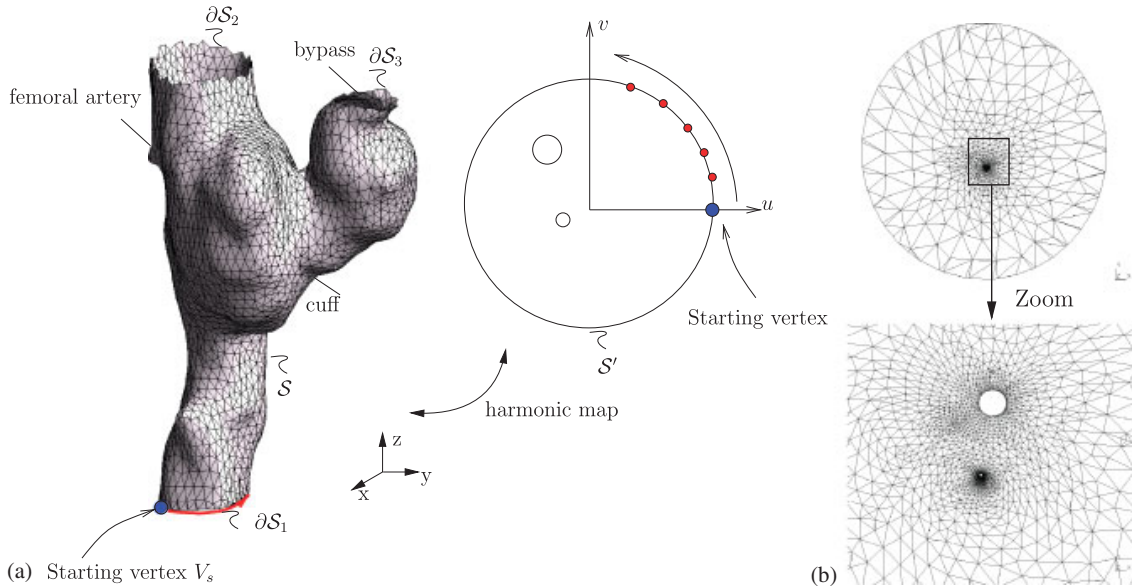 ∂S₂
bypass
∂S₃
femoral artery
v
u
cuff
Starting vertex
Zoom
S
S′
harmonic map
z
y
x
∂S₁
(a) Starting vertex Vₛ
(b)